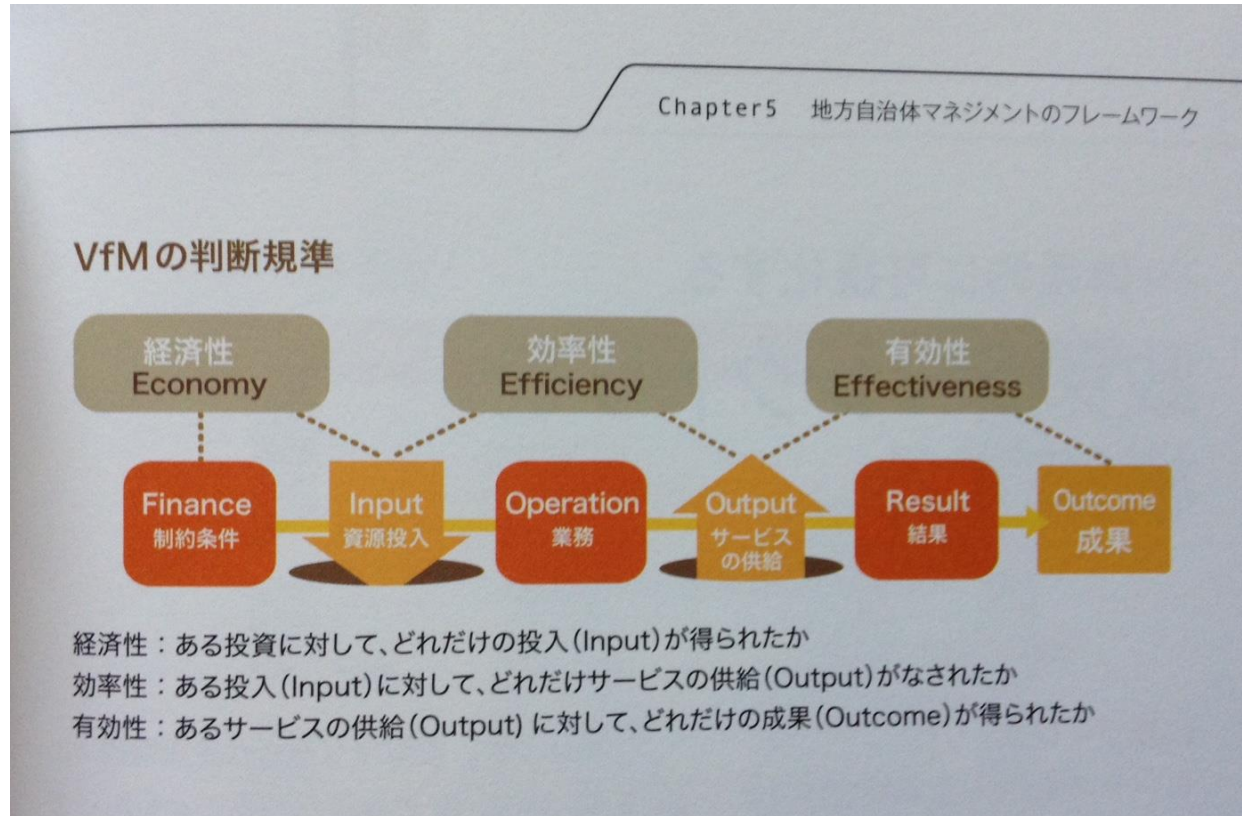 Chapter5 地方自治体マネジメントのフレームワーク
VfMの判断規準
経済性
Economy
効率性
Efficiency
有効性
Effectiveness
Finance
制約条件
Input
資源投入
Operation
業務
Output
サービス
の供給
Result
結果
Outcome
成果
経済性：ある投資に対して、どれだけの投入(Input)が得られたか
効率性：ある投入(Input)に対して、どれだけサービスの供給(Output)がなされたか
有効性：あるサービスの供給(Output) に対して、どれだけの成果(Outcome)が得られたか